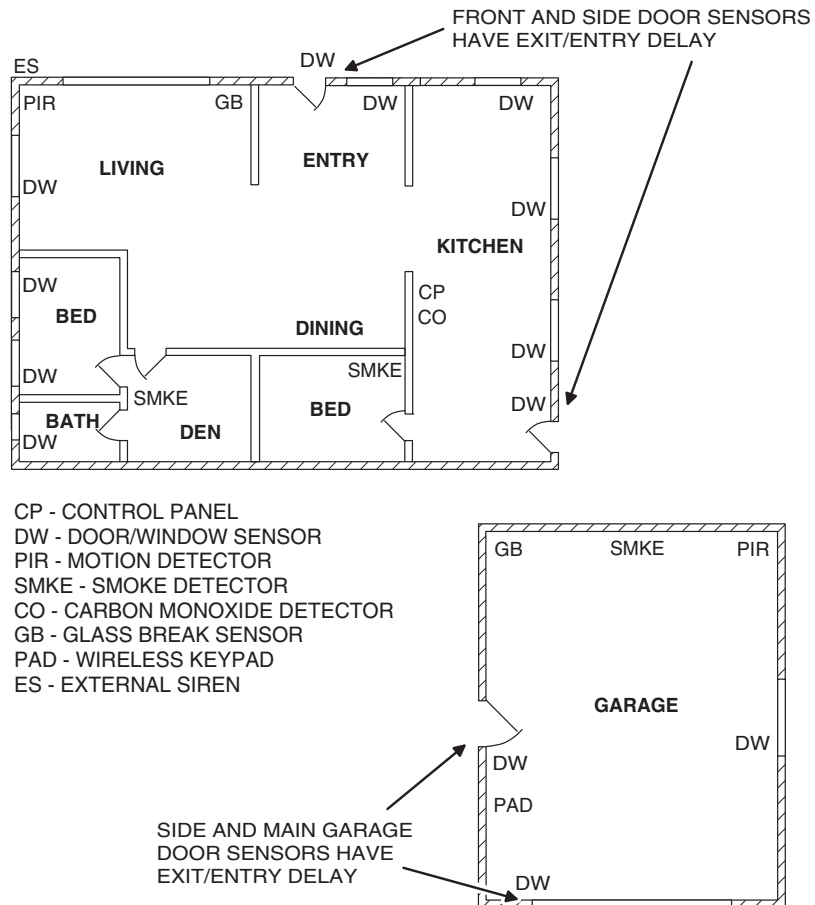 FRONT AND SIDE DOOR SENSORS
HAVE EXIT/ENTRY DELAY
DW
ES
PIR
GB
DW
DW
LIVING
ENTRY
DW
DW
KITCHEN
DW
CP
BED
CO
DINING
DW
SMKE
DW
SMKE
DW
BED
BATH
DEN
DW
CP - CONTROL PANEL
DW - DOOR/WINDOW SENSOR
PIR - MOTION DETECTOR
SMKE - SMOKE DETECTOR
CO - CARBON MONOXIDE DETECTOR
GB - GLASS BREAK SENSOR
PAD - WIRELESS KEYPAD
ES - EXTERNAL SIREN
GB
SMKE
PIR
GARAGE
DW
DW
PAD
SIDE AND MAIN GARAGE
DOOR SENSORS HAVE
EXIT/ENTRY DELAY
DW